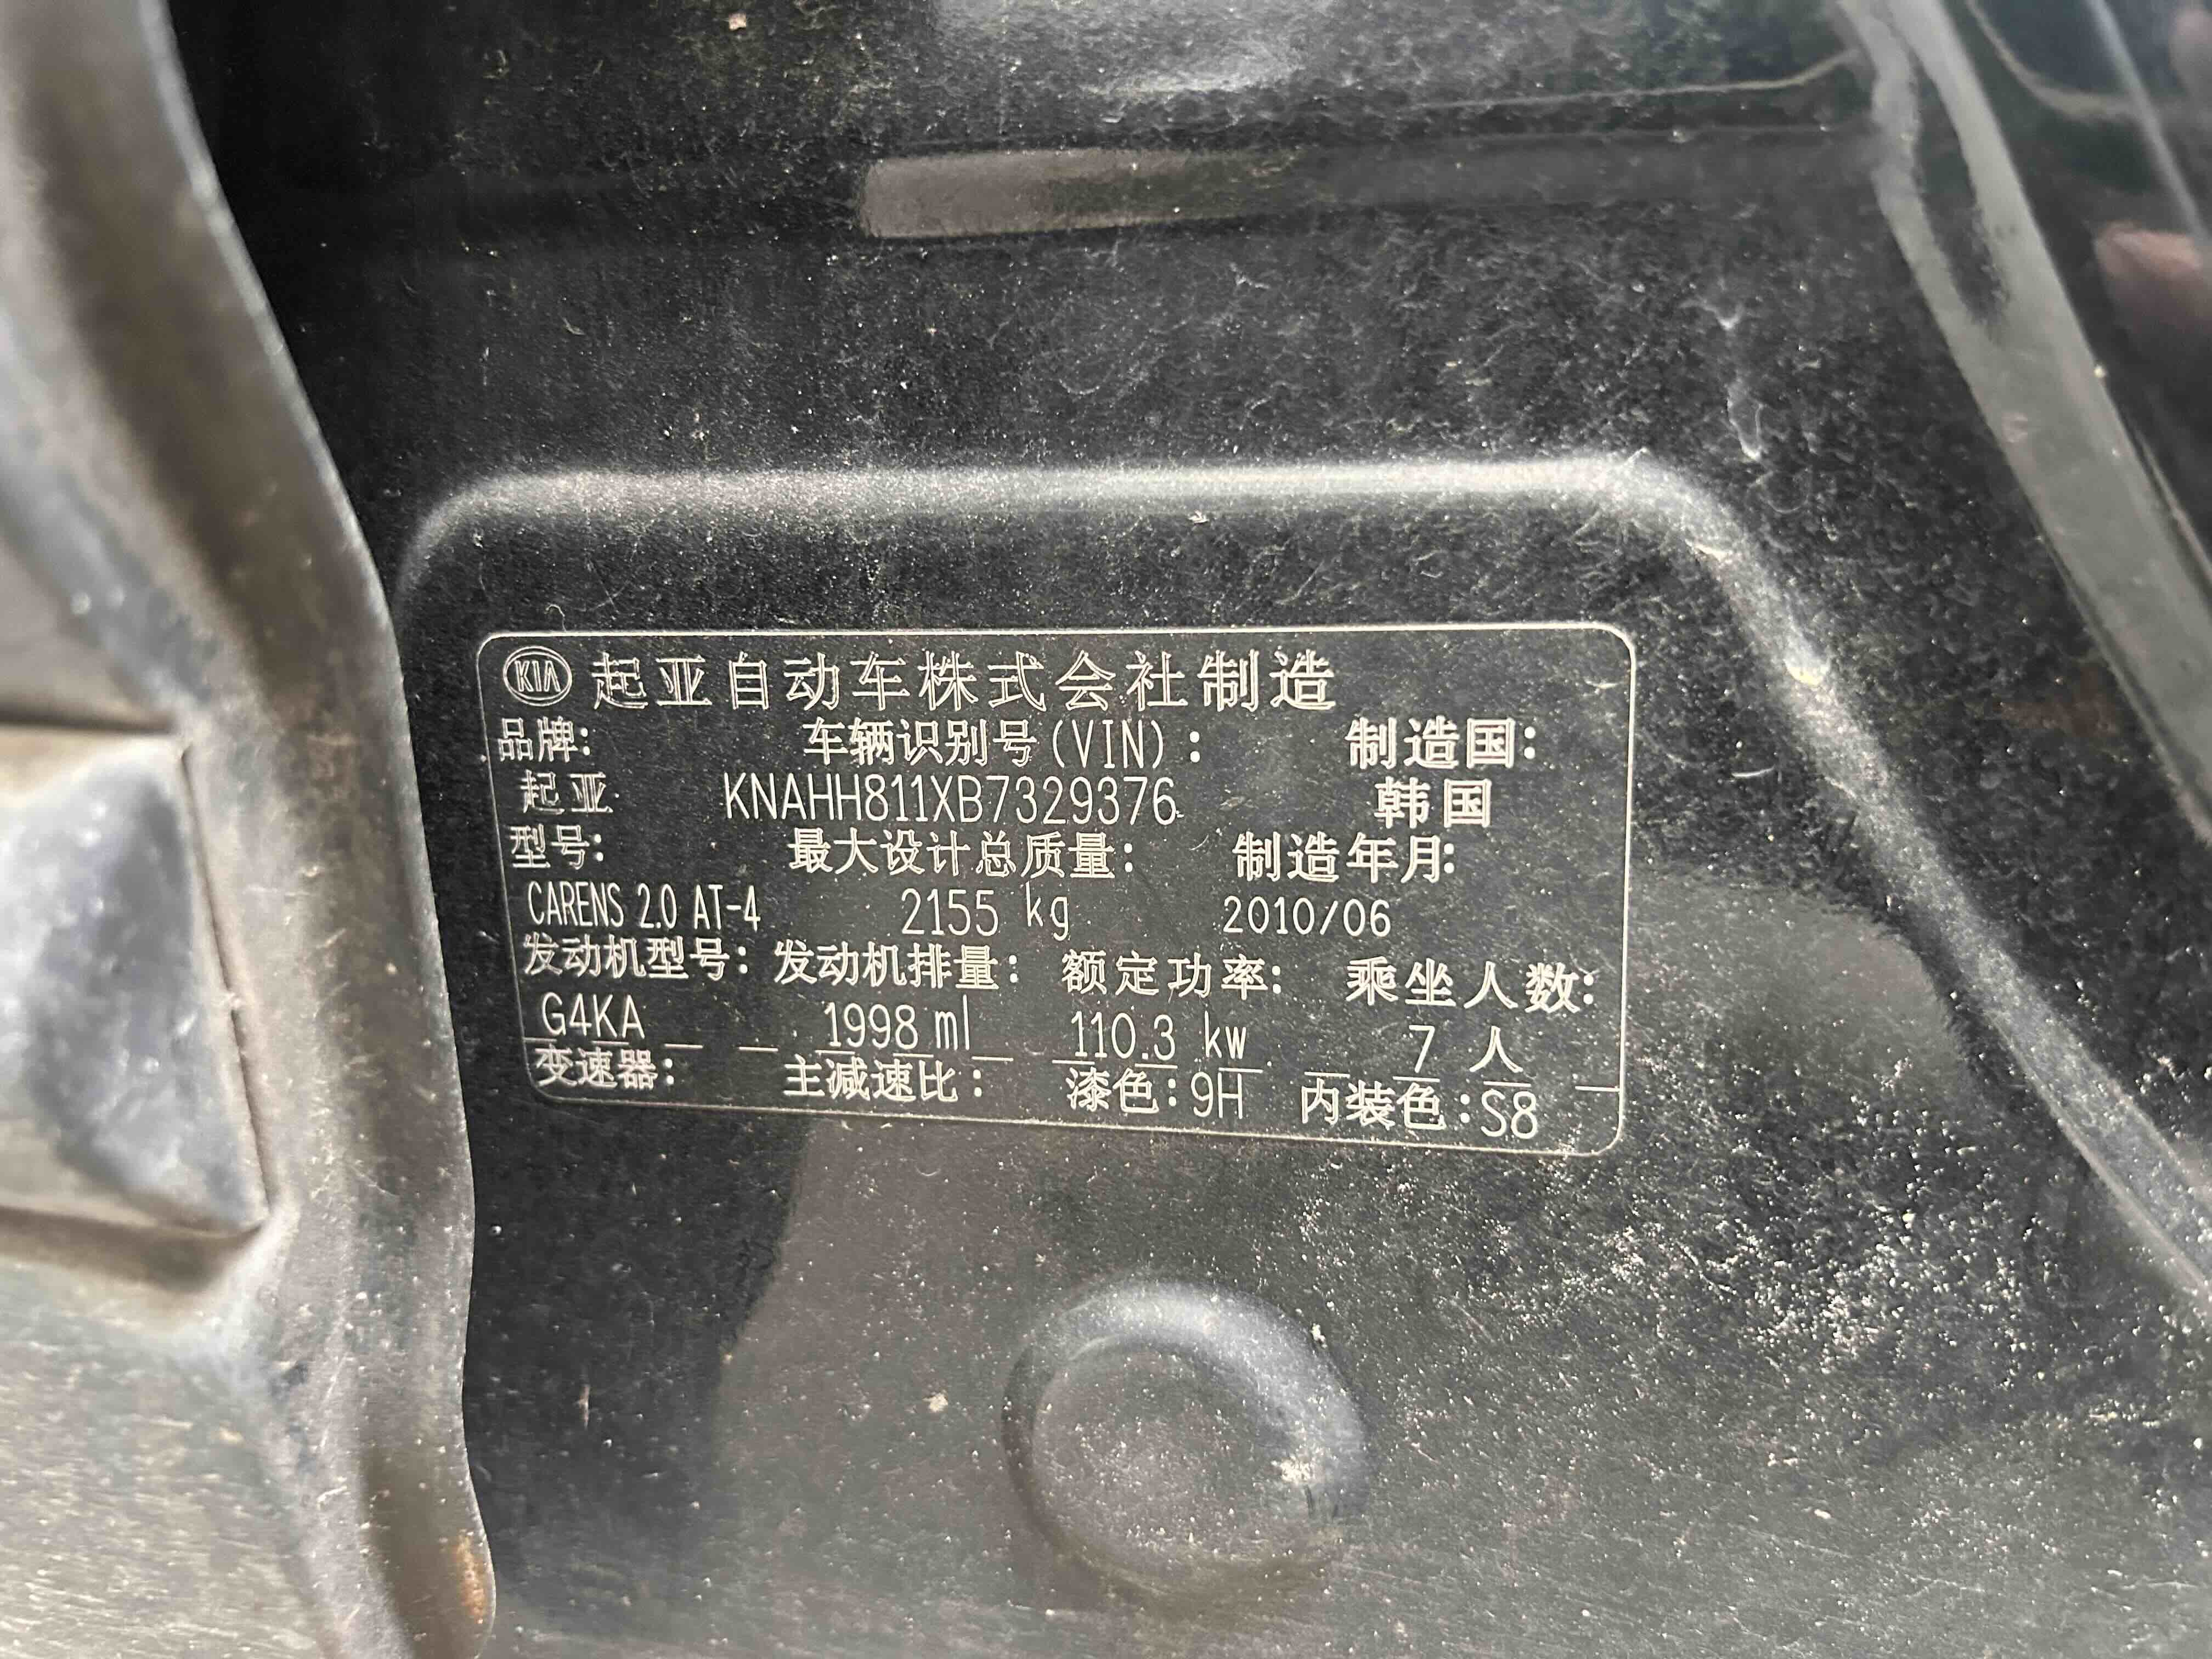 KIA 起亚自动车株式会社制造
品牌: 车辆识别号(VIN): 制造国:
起亚 KNAHH811XB7329376 韩国
型号: 最大设计总质量: 制造年月:
CARENS 2.0 AT-4 2155 kg 2010/06
发动机型号: 发动机排量: 额定功率: 乘坐人数:
G4KA 1998 ml 110.3 kw 7 人
变速器: 主减速比: 漆色:9H 内装色:S8